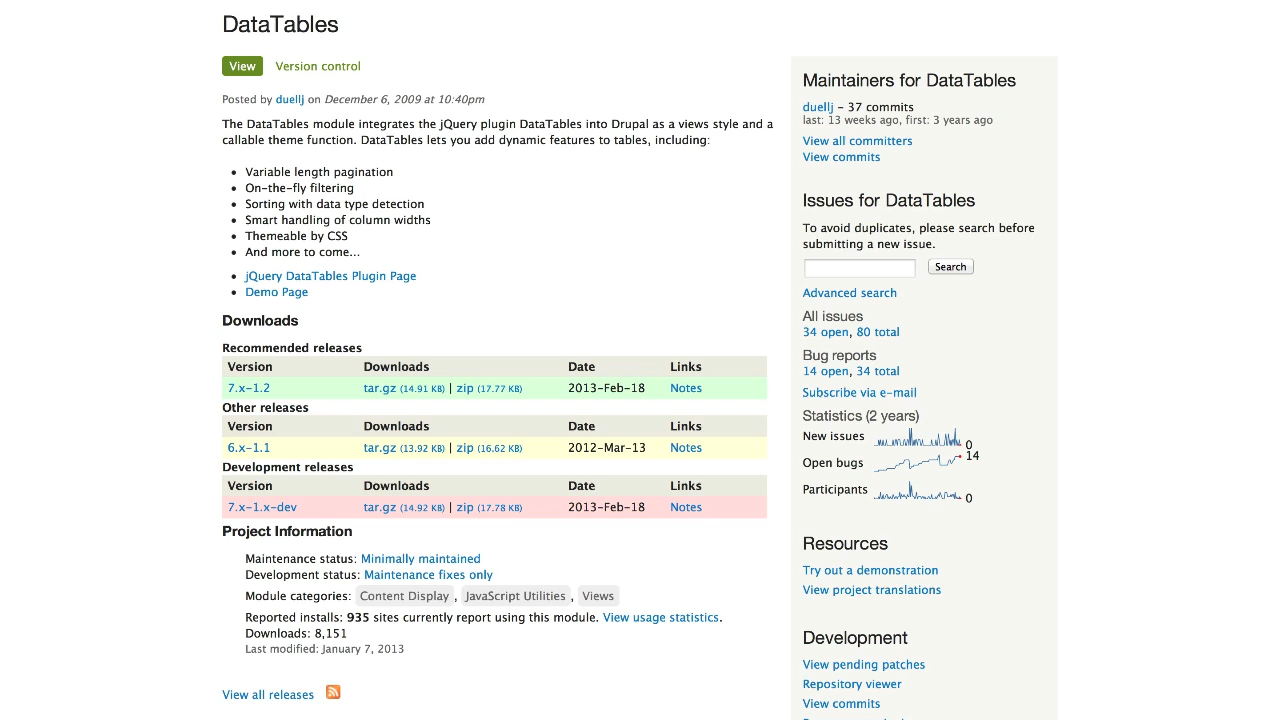 DataTables
View Version control
Posted by duellj on December 6, 2009 at 10:40pm
The DataTables module integrates the jQuery plugin DataTables into Drupal as a views style and a
callable theme function. DataTables lets you add dynamic features to tables, including:
• Variable length pagination
• On-the-fly filtering
• Sorting with data type detection
• Smart handling of column widths
• Themeable by CSS
• And more to come...
• jQuery DataTables Plugin Page
• Demo Page
Downloads
Recommended releases
Version Downloads Date Links
7.x-1.2 tar.gz (14.91 KB) | zip (17.77 KB) 2013-Feb-18 Notes
Other releases
Version Downloads Date Links
6.x-1.1 tar.gz (13.92 KB) | zip (16.62 KB) 2012-Mar-13 Notes
Development releases
Version Downloads Date Links
7.x-1.x-dev tar.gz (14.92 KB) | zip (17.78 KB) 2013-Feb-18 Notes
Project Information
Maintenance status: Minimally maintained
Development status: Maintenance fixes only
Module categories: Content Display , JavaScript Utilities , Views
Reported installs: 935 sites currently report using this module. View usage statistics.
Downloads: 8,151
Last modified: January 7, 2013
View all releases
Maintainers for DataTables
duellj – 37 commits
last: 13 weeks ago, first: 3 years ago
View all committers
View commits
Issues for DataTables
To avoid duplicates, please search before
submitting a new issue.
Search
Advanced search
All issues
34 open, 80 total
Bug reports
14 open, 34 total
Subscribe via e-mail
Statistics (2 years)
New issues 0
Open bugs 14
Participants 0
Resources
Try out a demonstration
View project translations
Development
View pending patches
Repository viewer
View commits